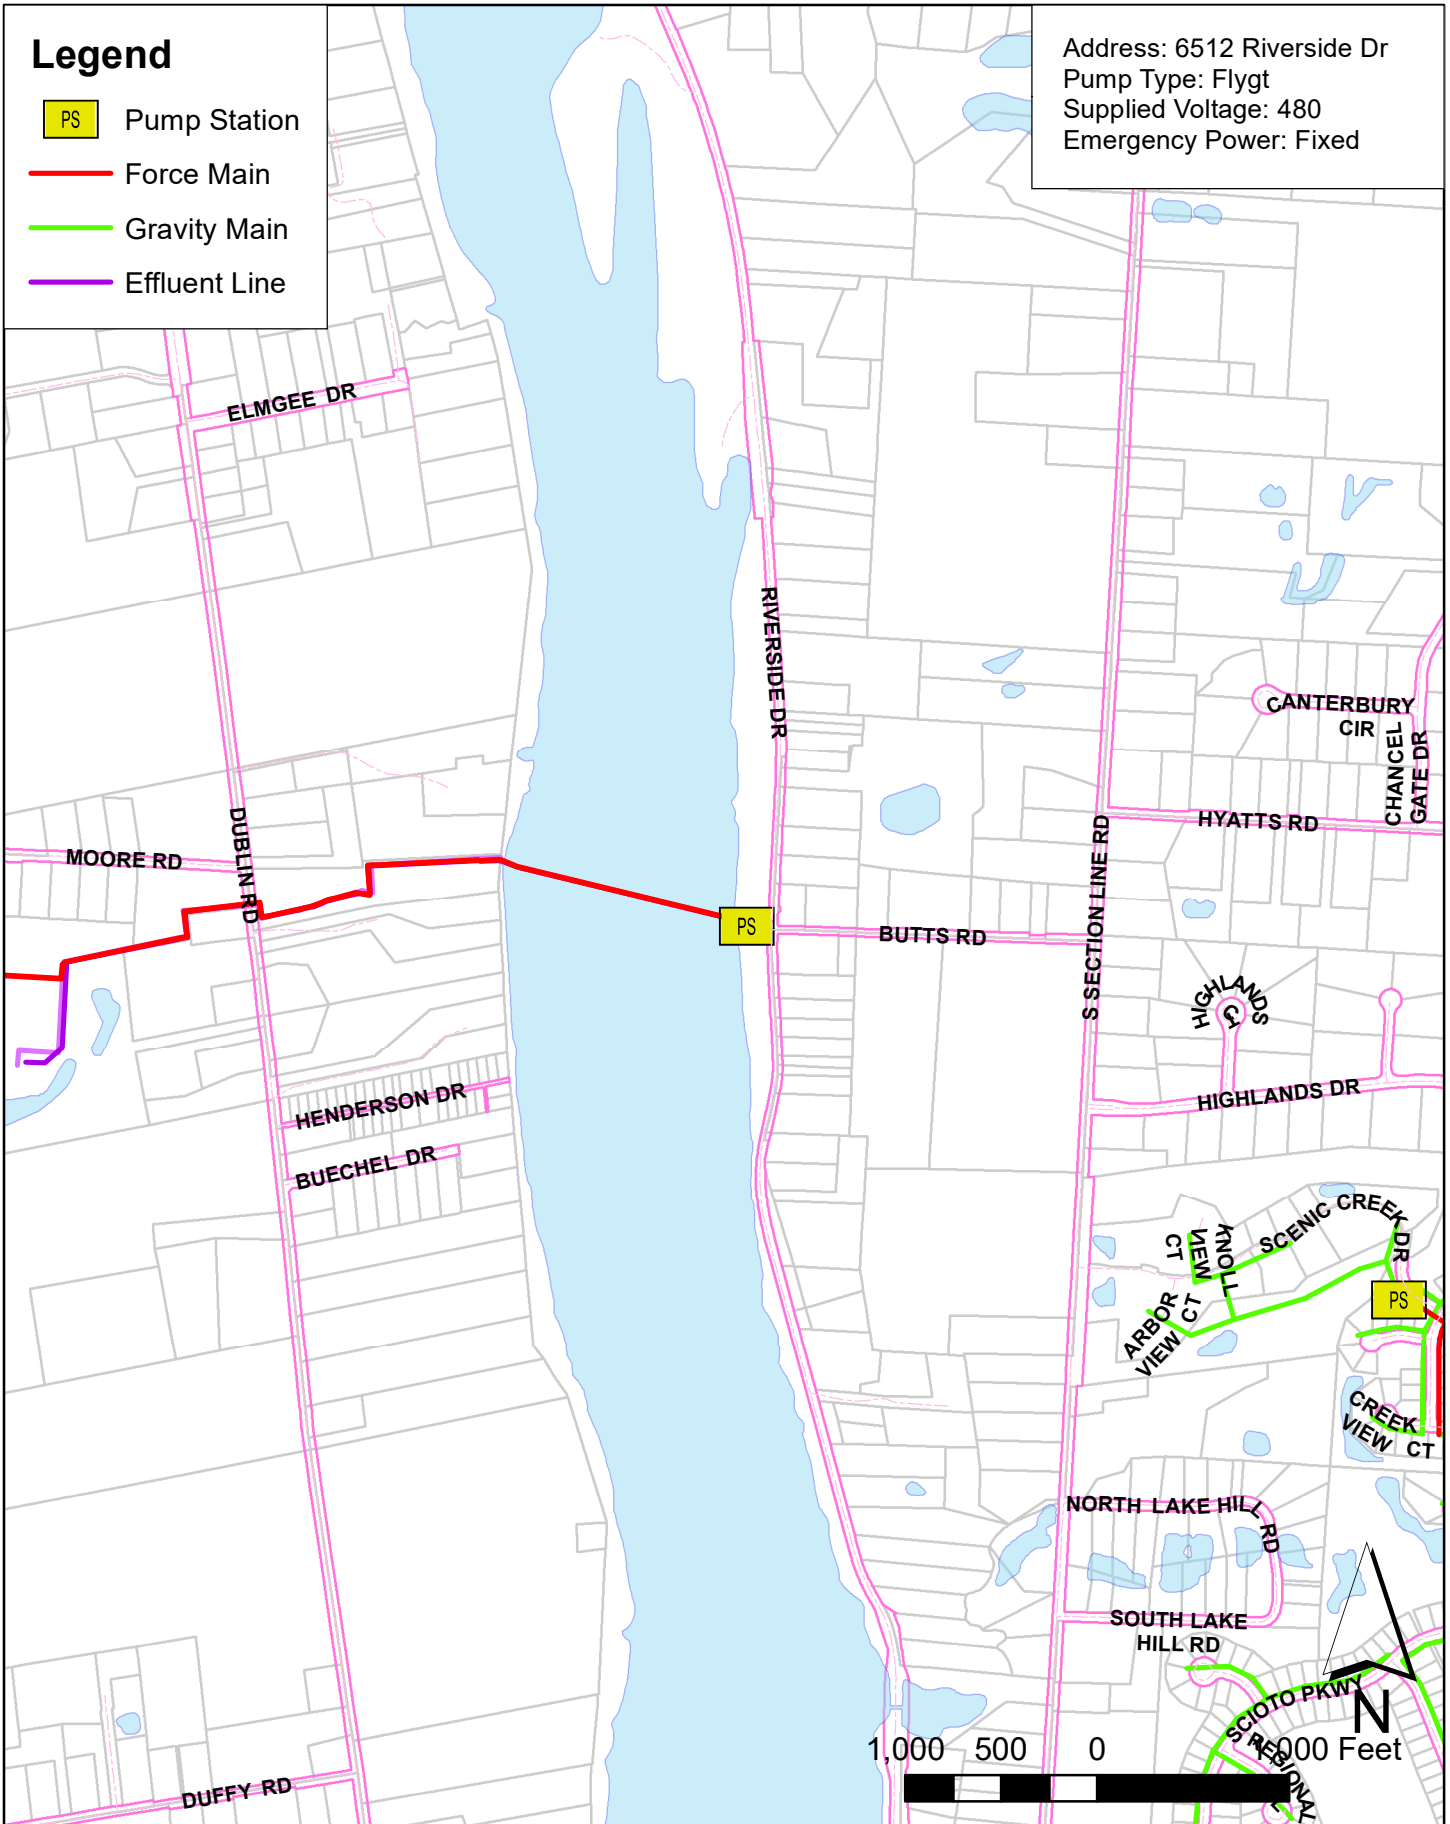 Legend
PS Pump Station
Force Main
Gravity Main
Effluent Line
Address: 6512 Riverside Dr
Pump Type: Flygt
Supplied Voltage: 480
Emergency Power: Fixed
ELMGEE DR
RIVERSIDE DR
CANTERBURY
CIR
CHANCEL
GATE DR
HYATTS RD
MOORE RD
DUBLIN RD
S SECTION LINE RD
PS
BUTTS RD
HIGHLANDS
HIGHLANDS DR
HENDERSON DR
BUECHEL DR
SCENIC CREEK DR
KNOLL
VIEW
CT
ARBOR
VIEW CT
PS
CREEK
VIEW CT
NORTH LAKE HILL RD
SOUTH LAKE
HILL RD
SCIOTO PKWY
REGIONAL
N
1,000 500 0 1,000 Feet
DUFFY RD